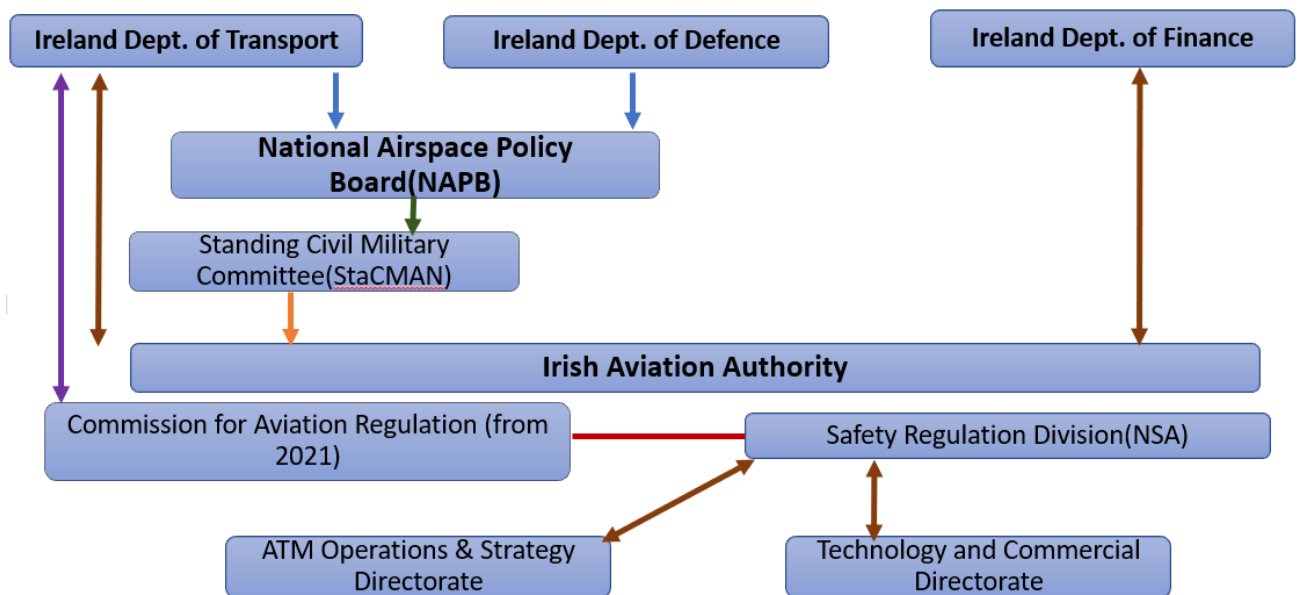 Ireland Dept. of Transport
Ireland Dept. of Defence
Ireland Dept. of Finance
National Airspace Policy
Board(NAPB)
Standing Civil Military
Committee(StaCMAN)
Irish Aviation Authority
Commission for Aviation Regulation (from
2021)
Safety Regulation Division(NSA)
ATM Operations & Strategy
Directorate
Technology and Commercial
Directorate